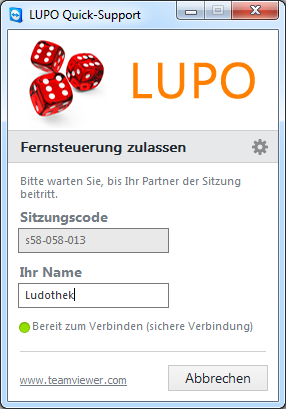 LUPO Quick-Support
LUPO
Fernsteuerung zulassen
Bitte warten Sie, bis Ihr Partner der Sitzung
beitritt.
Sitzungscode
s58-058-013
Ihr Name
Ludothek
Bereit zum Verbinden (sichere Verbindung)
www.teamviewer.com
Abbrechen